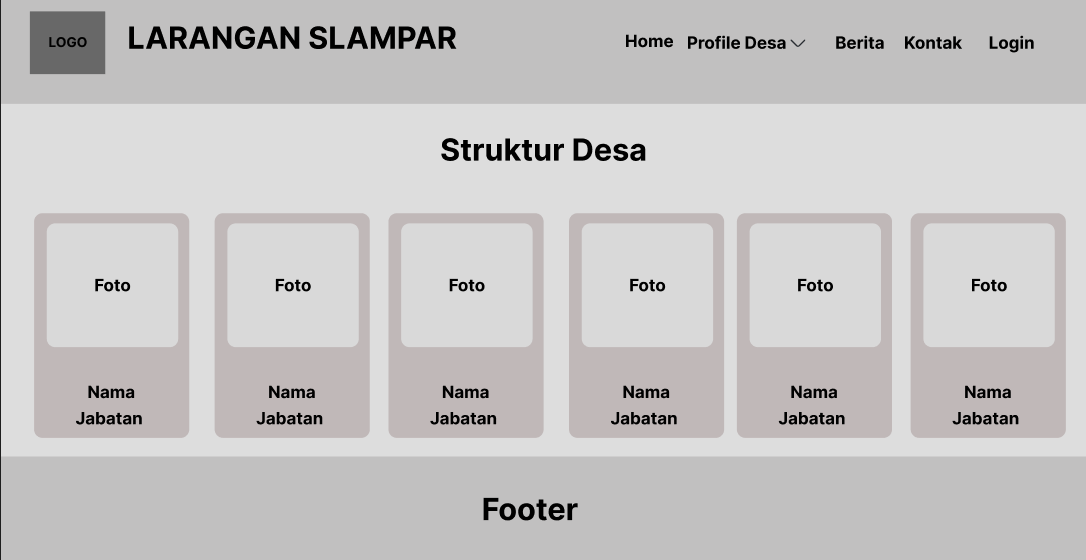 LOGO
LARANGAN SLAMPAR
Home Profile Desa Berita Kontak Login
Struktur Desa
Foto Foto Foto Foto Foto Foto
Nama Nama Nama Nama Nama Nama
Jabatan Jabatan Jabatan Jabatan Jabatan Jabatan
Footer